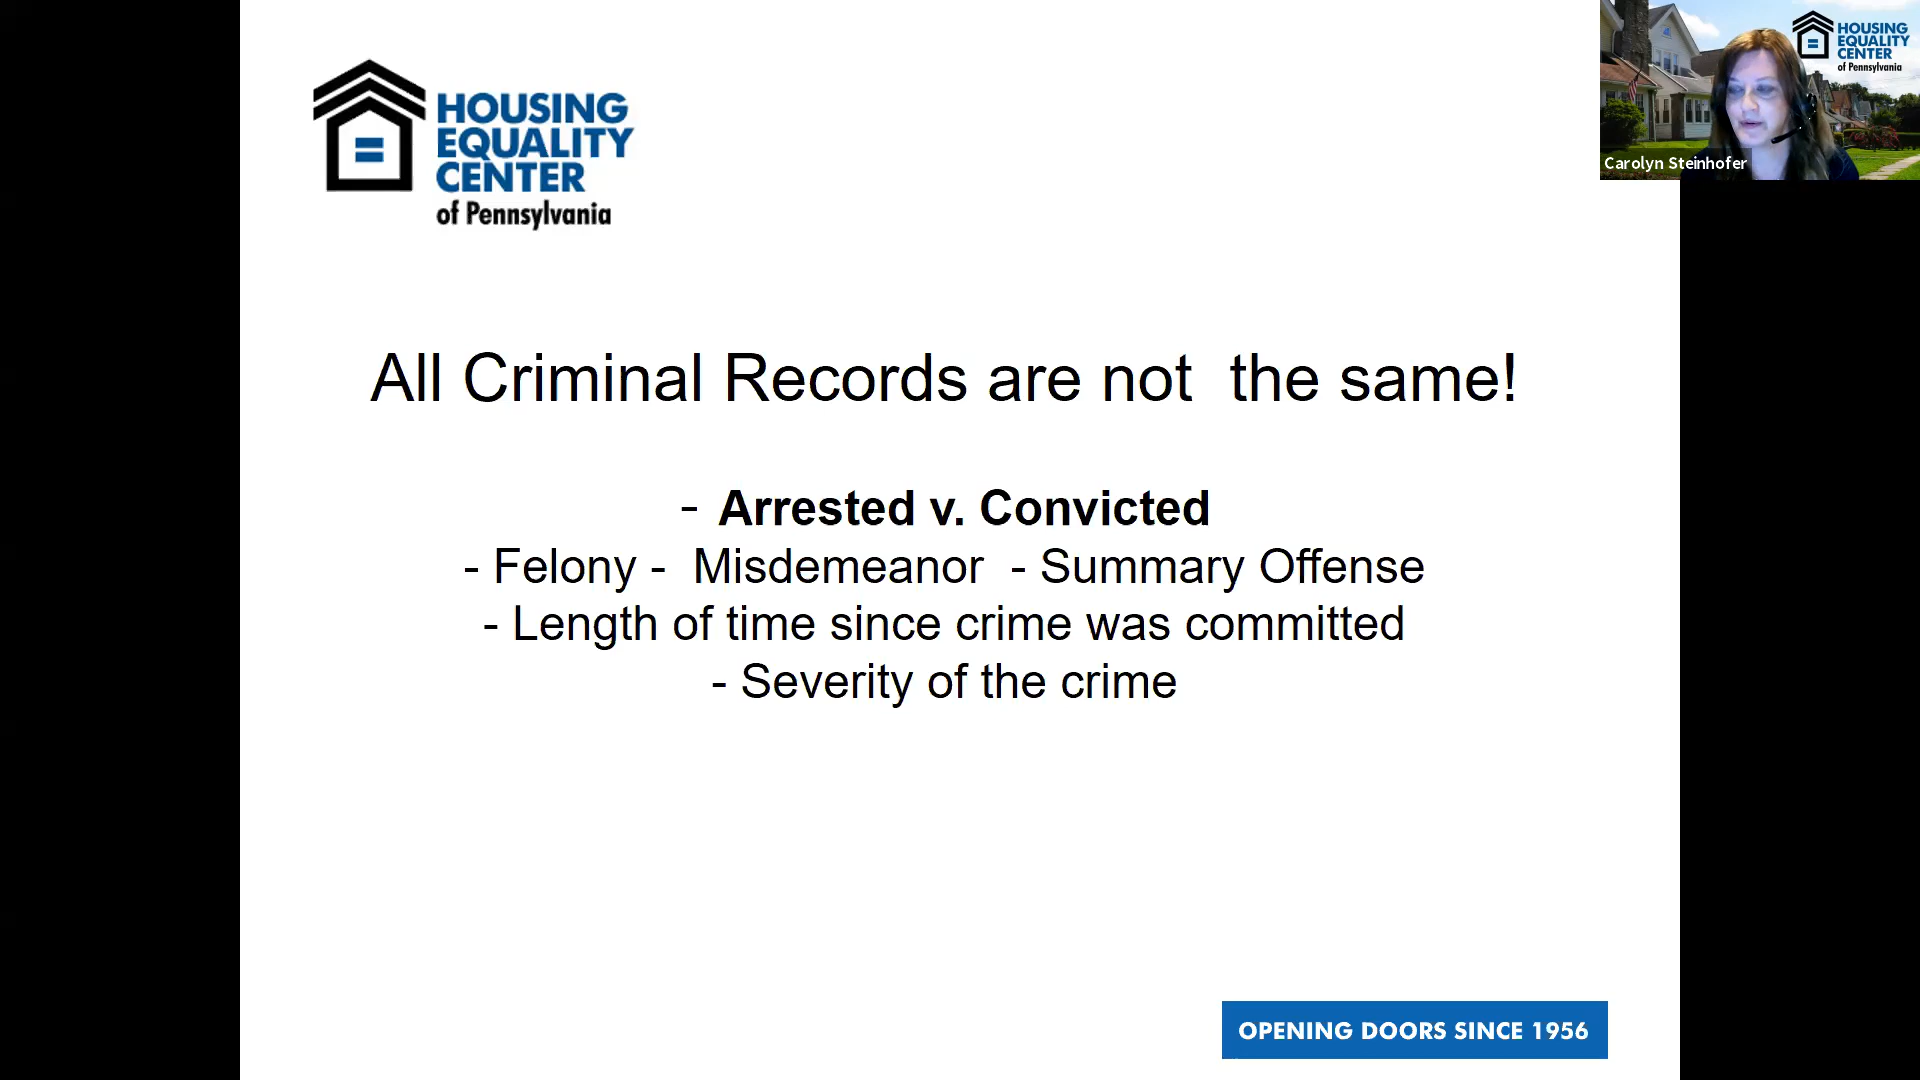 HOUSING
EQUALITY
CENTER
of Pennsylvania
HOUSING
EQUALITY
CENTER
of Pennsylvania
Carolyn Steinhofer
All Criminal Records are not  the same!
- Arrested v. Convicted
- Felony -  Misdemeanor  - Summary Offense
- Length of time since crime was committed
- Severity of the crime
OPENING DOORS SINCE 1956